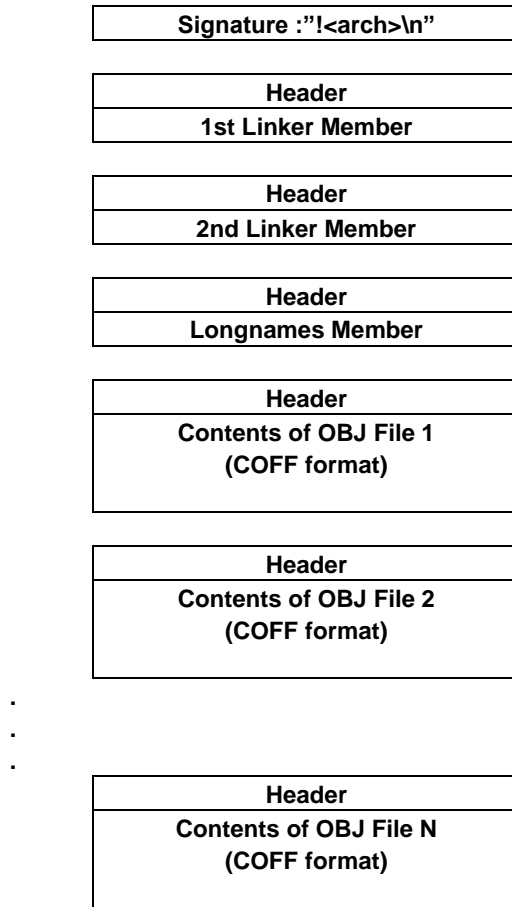 Signature :”!<arch>\n”
Header
1st Linker Member
Header
2nd Linker Member
Header
Longnames Member
Header
Contents of OBJ File 1
(COFF format)
Header
Contents of OBJ File 2
(COFF format)
.
.
.
Header
Contents of OBJ File N
(COFF format)